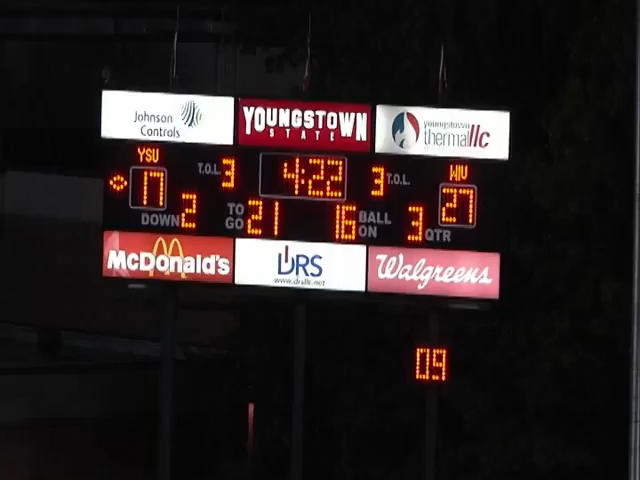 Johnson
Controls
YOUNGSTOWN
STATE
youngstown
thermalllc
YSU
T.O.L. 3
4:22
3 T.O.L.
WIU
17
27
DOWN 2
TO GO 21
16 BALL ON
3 QTR
McDonald's
DRS
www.drsllc.net
Walgreens
09